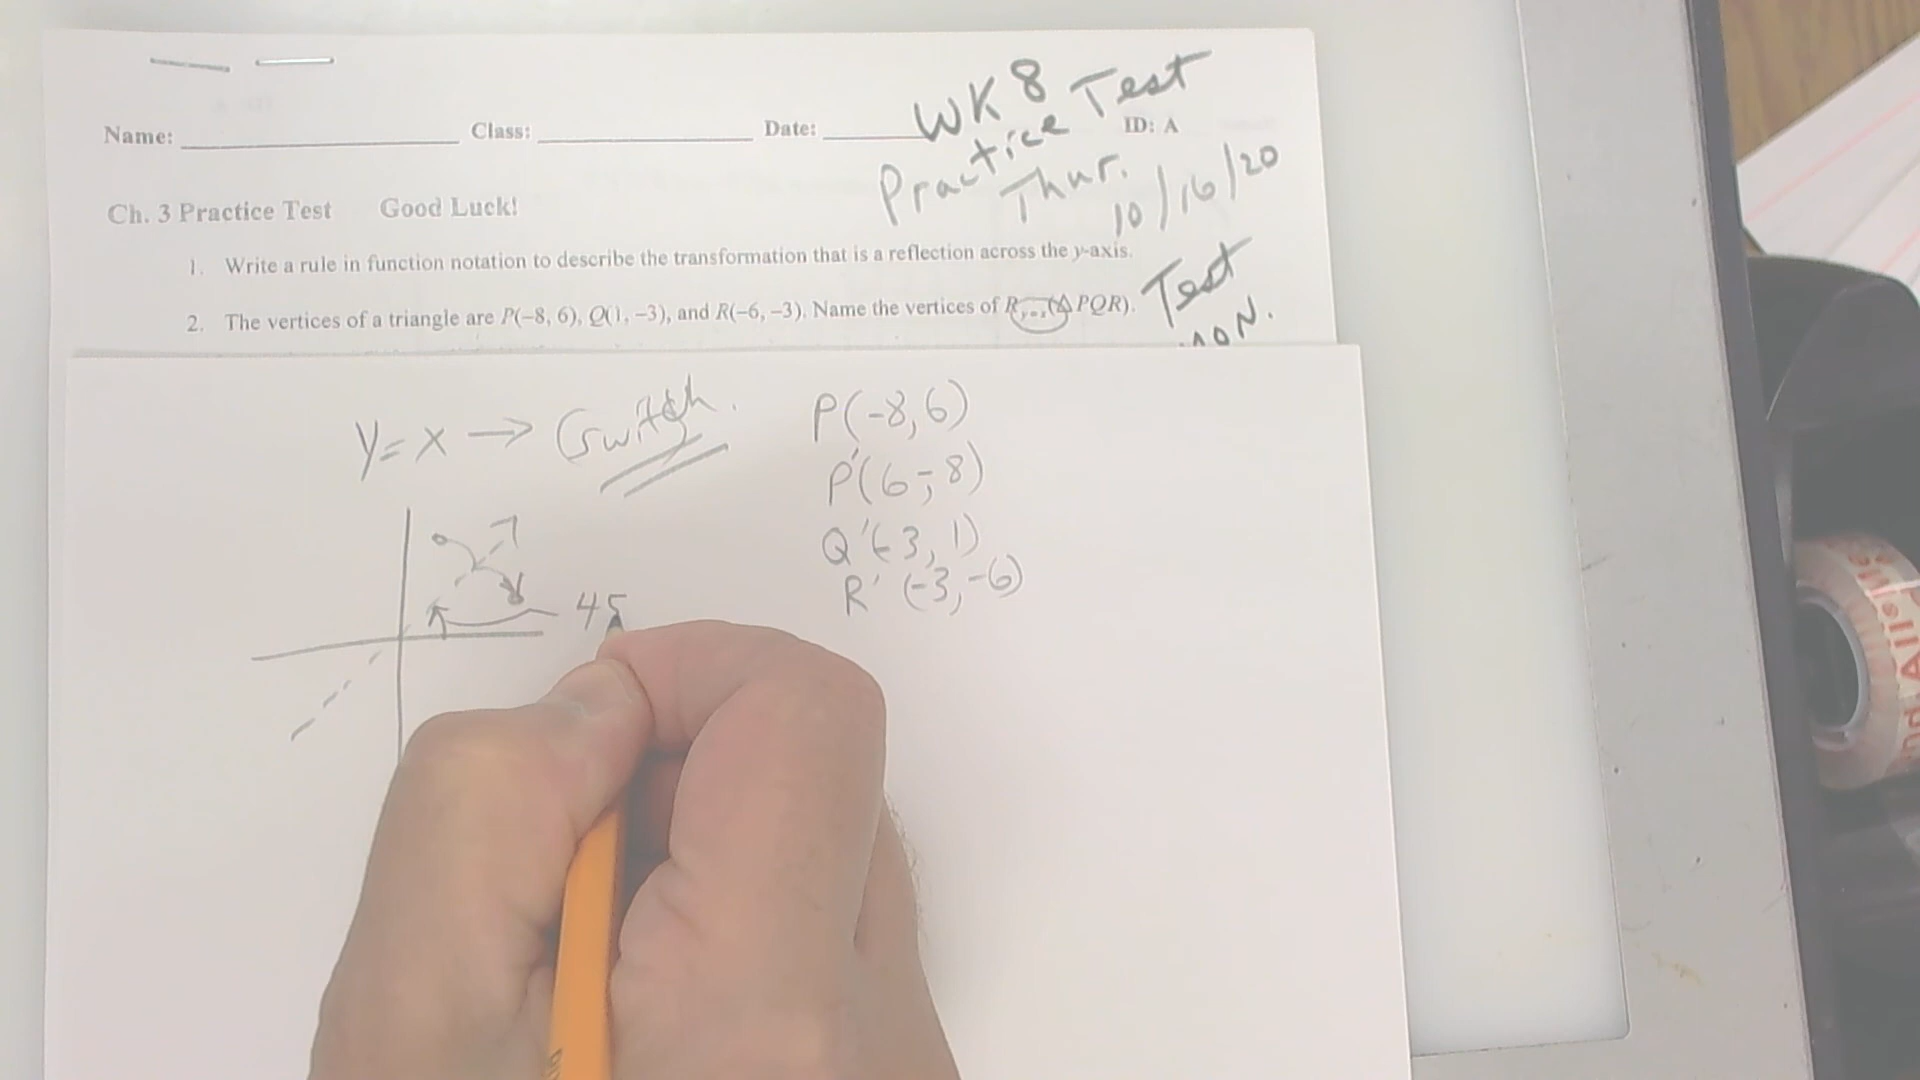 WK 8
Practice Test
Name: Class: Date: ID: A
Thur.
10/16/20
Ch. 3 Practice Test Good Luck!
1. Write a rule in function notation to describe the transformation that is a reflection across the y-axis.
Test
2. The vertices of a triangle are P(−8, 6), Q(1, −3), and R(−6, −3). Name the vertices of R y = x (△ PQR).
MON.
y = x → Switch.
P(-8,6)
P'(6,-8)
Q'(-3, 1)
R' (-3,-6)
45